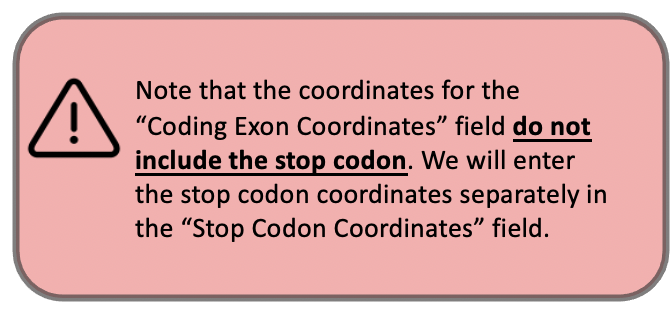 Note that the coordinates for the
“Coding Exon Coordinates” field do not
include the stop codon. We will enter
the stop codon coordinates separately in
the “Stop Codon Coordinates” field.